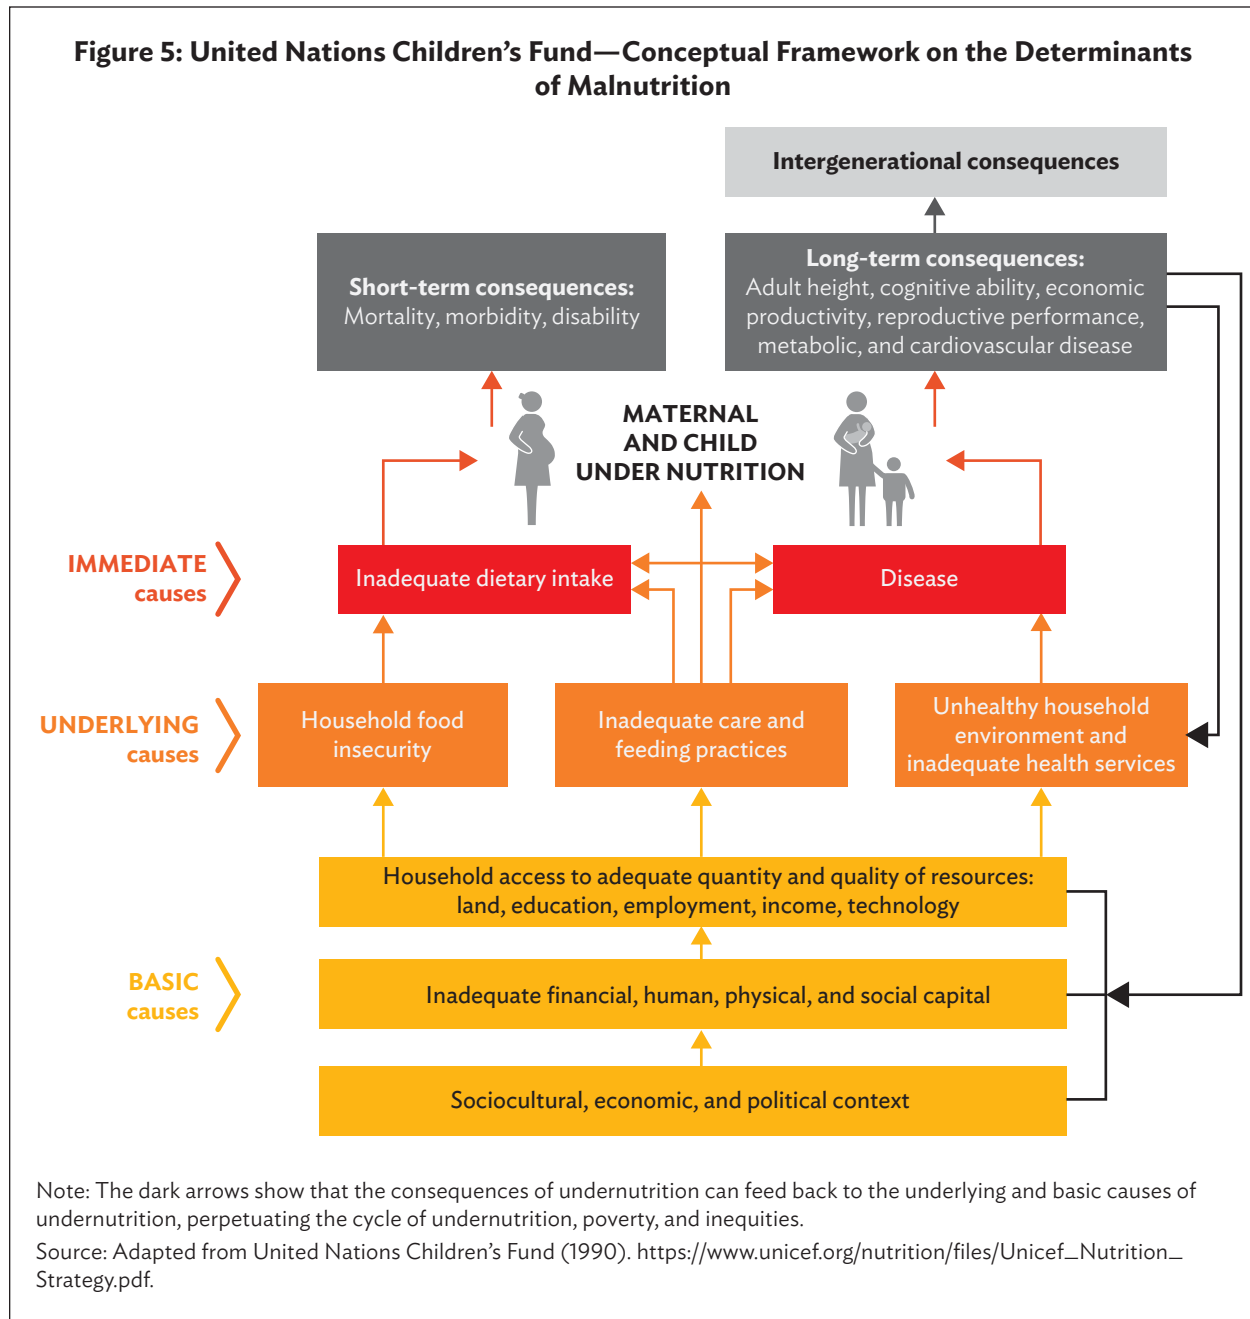 Figure 5: United Nations Children’s Fund—Conceptual Framework on the Determinants
of Malnutrition
Intergenerational consequences
Short-term consequences:
Mortality, morbidity, disability
Long-term consequences:
Adult height, cognitive ability, economic
productivity, reproductive performance,
metabolic, and cardiovascular disease
MATERNAL
AND CHILD
UNDER NUTRITION
IMMEDIATE
causes
Inadequate dietary intake
Disease
UNDERLYING
causes
Household food
insecurity
Inadequate care and
feeding practices
Unhealthy household
environment and
inadequate health services
BASIC
causes
Household access to adequate quantity and quality of resources:
land, education, employment, income, technology
Inadequate financial, human, physical, and social capital
Sociocultural, economic, and political context
Note: The dark arrows show that the consequences of undernutrition can feed back to the underlying and basic causes of
undernutrition, perpetuating the cycle of undernutrition, poverty, and inequities.
Source: Adapted from United Nations Children’s Fund (1990). https://www.unicef.org/nutrition/files/Unicef_Nutrition_
Strategy.pdf.